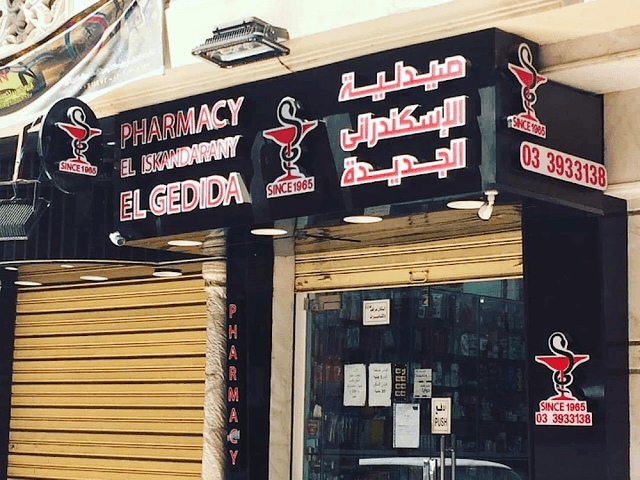 PHARMACY
EL ISKANDARANY
EL GEDIDA
SINCE 1965
صيدلية
الإسكندرانى
الجديدة
SINCE 1965
SINCE 1965
03 3933138
PHARMACY
دفع
PUSH
SINCE 1965
03 3933138